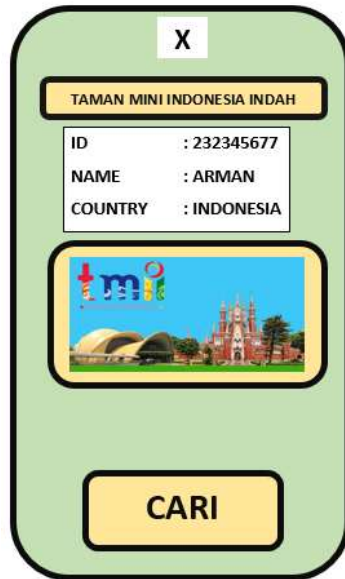 X
TAMAN MINI INDONESIA INDAH
ID : 232345677
NAME : ARMAN
COUNTRY : INDONESIA
tmii
CARI